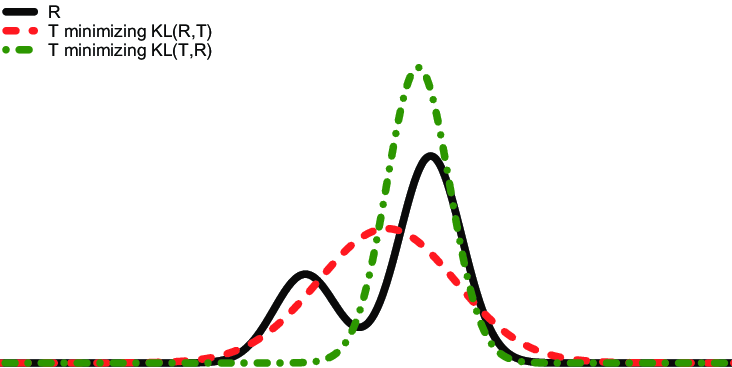 R
T minimizing KL(R,T)
T minimizing KL(T,R)